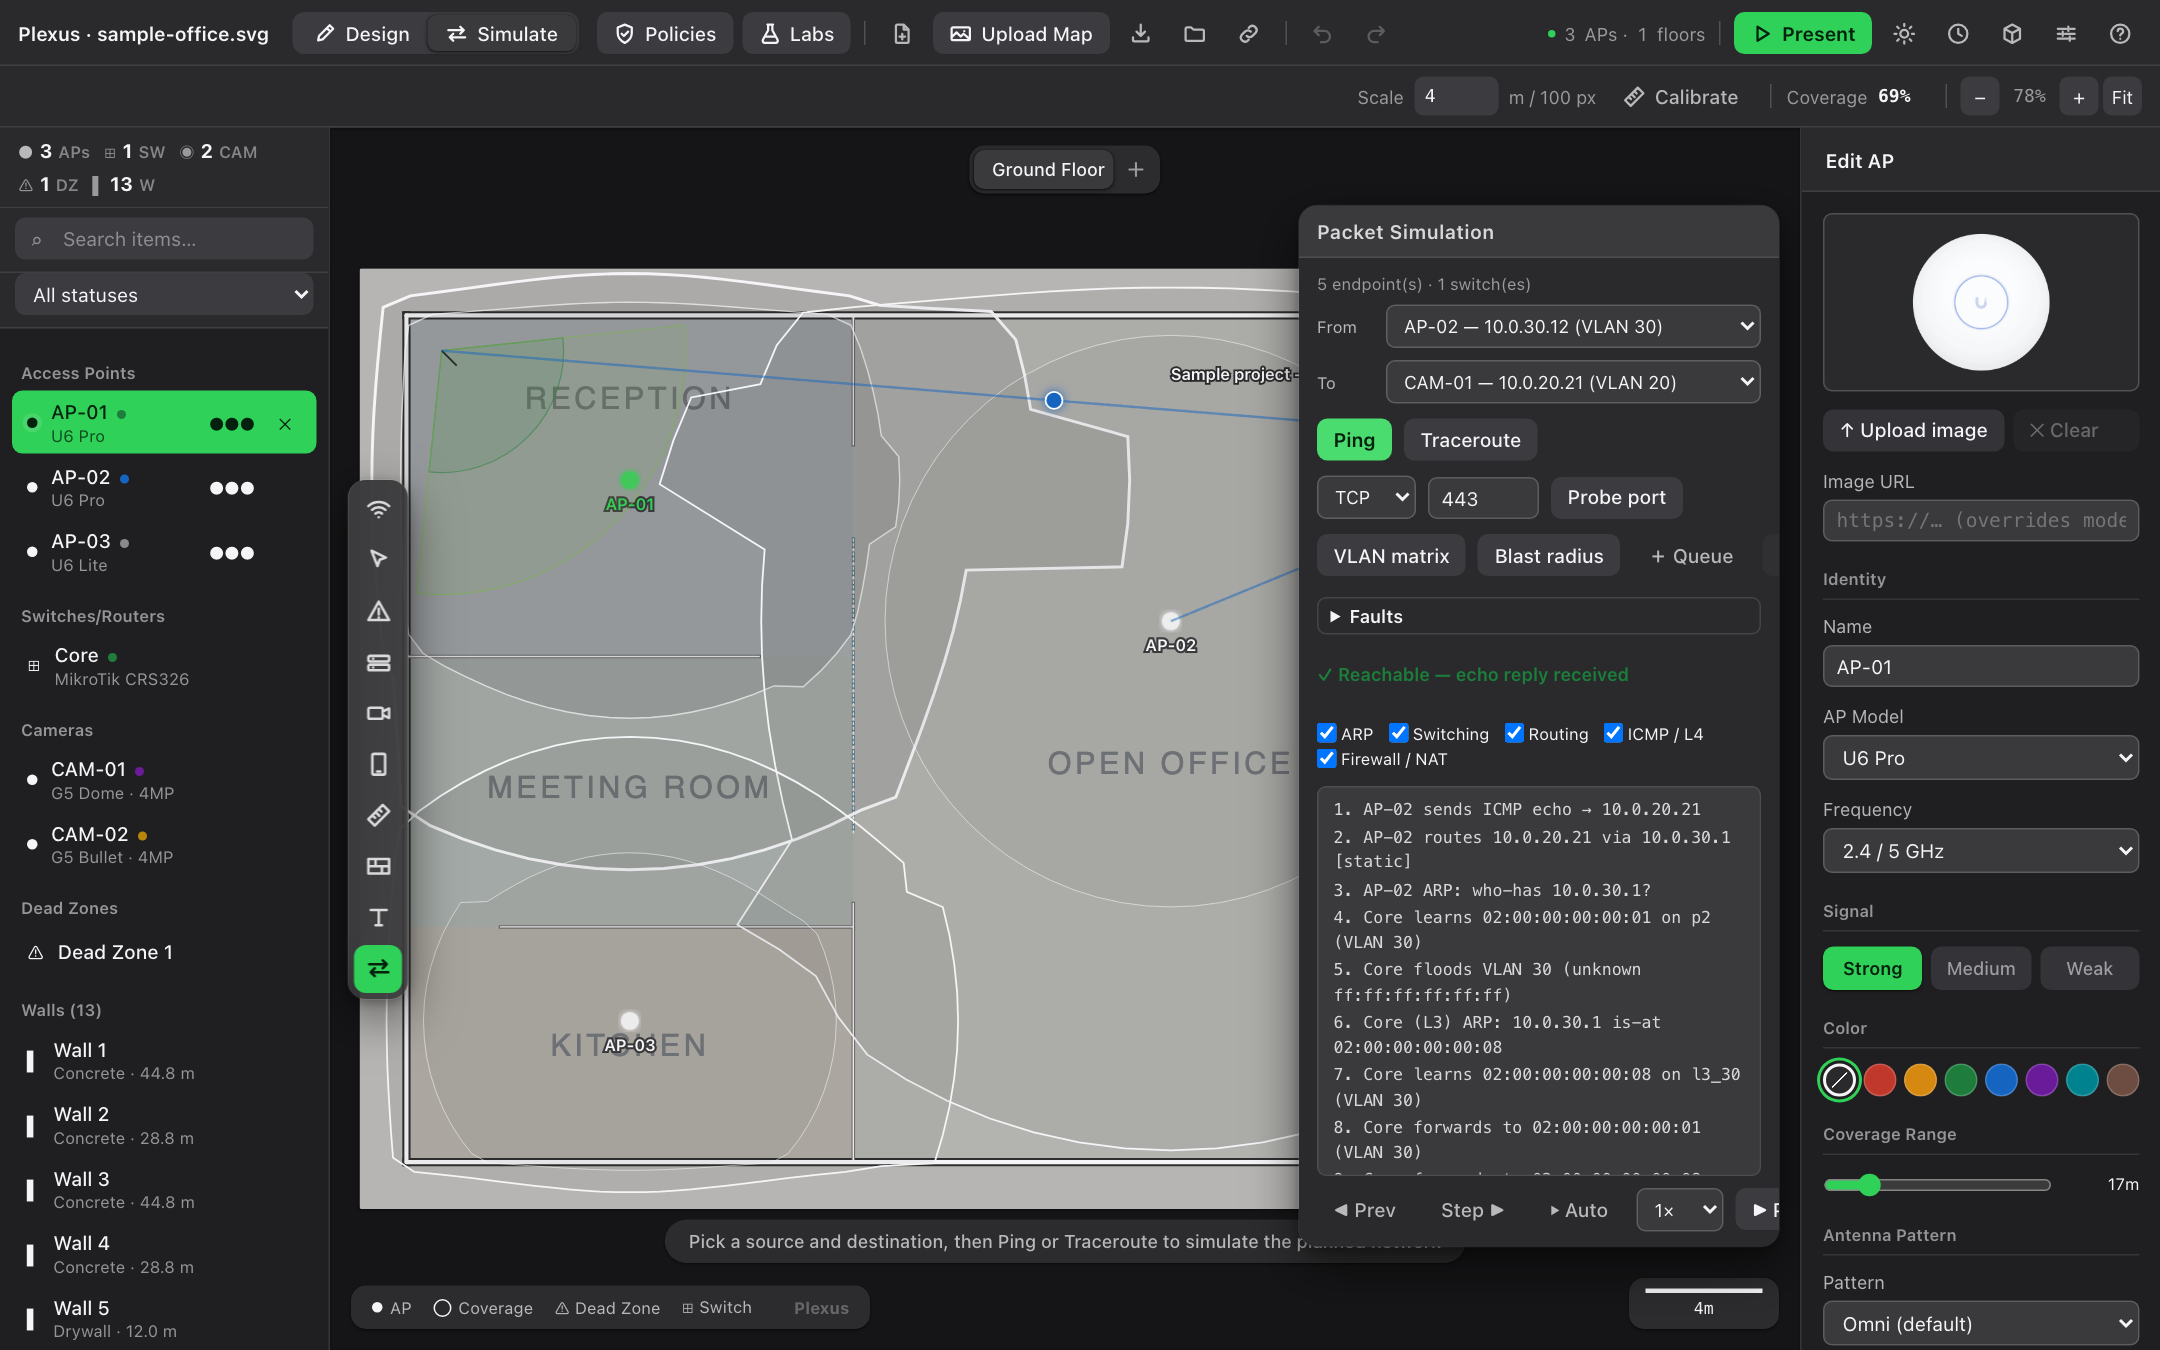 Plexus · sample-office.svg
Design
Simulate
Policies
Labs
Upload Map
3 APs · 1 floors
Present
Scale
4
m / 100 px
Calibrate
Coverage 69%
−
78%
+
Fit
3 APs
1 SW
2 CAM
1 DZ
13 W
Search items...
All statuses
Access Points
AP-01
U6 Pro
AP-02
U6 Pro
AP-03
U6 Lite
Switches/Routers
Core
MikroTik CRS326
Cameras
CAM-01
G5 Dome · 4MP
CAM-02
G5 Bullet · 4MP
Dead Zones
Dead Zone 1
Walls (13)
Wall 1
Concrete · 44.8 m
Wall 2
Concrete · 28.8 m
Wall 3
Concrete · 44.8 m
Wall 4
Concrete · 28.8 m
Wall 5
Drywall · 12.0 m
Ground Floor
+
RECEPTION
AP-01
Sample project -
AP-02
MEETING ROOM
OPEN OFFICE
KITCHEN
AP-03
Pick a source and destination, then Ping or Traceroute to simulate the planned network
AP
Coverage
Dead Zone
Switch
Plexus
4m
Packet Simulation
5 endpoint(s) · 1 switch(es)
From
AP-02 — 10.0.30.12 (VLAN 30)
To
CAM-01 — 10.0.20.21 (VLAN 20)
Ping
Traceroute
TCP
443
Probe port
VLAN matrix
Blast radius
+ Queue
▶ Faults
✓ Reachable — echo reply received
ARP
Switching
Routing
ICMP / L4
Firewall / NAT
1. AP-02 sends ICMP echo → 10.0.20.21
2. AP-02 routes 10.0.20.21 via 10.0.30.1
[static]
3. AP-02 ARP: who-has 10.0.30.1?
4. Core learns 02:00:00:00:00:01 on p2
(VLAN 30)
5. Core floods VLAN 30 (unknown
ff:ff:ff:ff:ff:ff)
6. Core (L3) ARP: 10.0.30.1 is-at
02:00:00:00:00:08
7. Core learns 02:00:00:00:00:08 on l3_30
(VLAN 30)
8. Core forwards to 02:00:00:00:00:01
(VLAN 30)
◀ Prev
Step ▶
▸ Auto
1×
Edit AP
↑ Upload image
✕ Clear
Image URL
https://… (overrides mode
Identity
Name
AP-01
AP Model
U6 Pro
Frequency
2.4 / 5 GHz
Signal
Strong
Medium
Weak
Color
Coverage Range
17m
Antenna Pattern
Pattern
Omni (default)